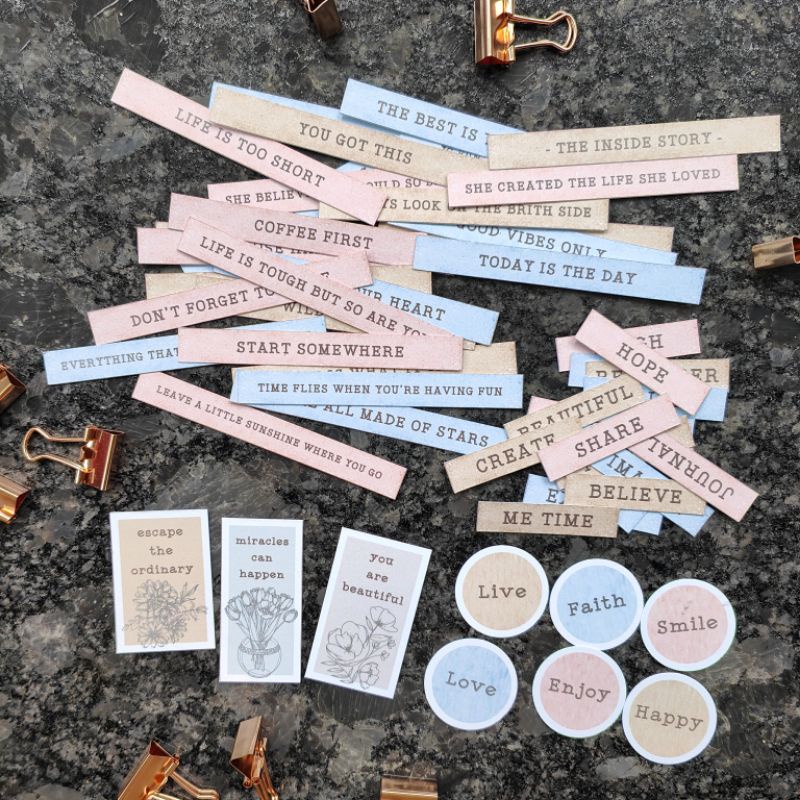 THE BEST IS
LIFE IS TOO SHORT
YOU GOT THIS
- THE INSIDE STORY -
SHE CREATED THE LIFE SHE LOVED
SHE BELIEV
LOOK ON THE BRITH SIDE
COFFEE FIRST
GOOD VIBES ONLY
TODAY IS THE DAY
LIFE IS TOUGH BUT SO ARE YOU
DON'T FORGET TO
YOUR HEART
EVERYTHING THA
START SOMEWHERE
TIME FLIES WHEN YOU'RE HAVING FUN
ALL MADE OF STARS
LEAVE A LITTLE SUNSHINE WHERE YOU GO
HOPE
BEAUTIFUL
CREATE
SHARE
JOURNAL
BELIEVE
ME TIME
escape
the
ordinary
miracles
can
happen
you
are
beautiful
Live
Faith
Smile
Love
Enjoy
Happy